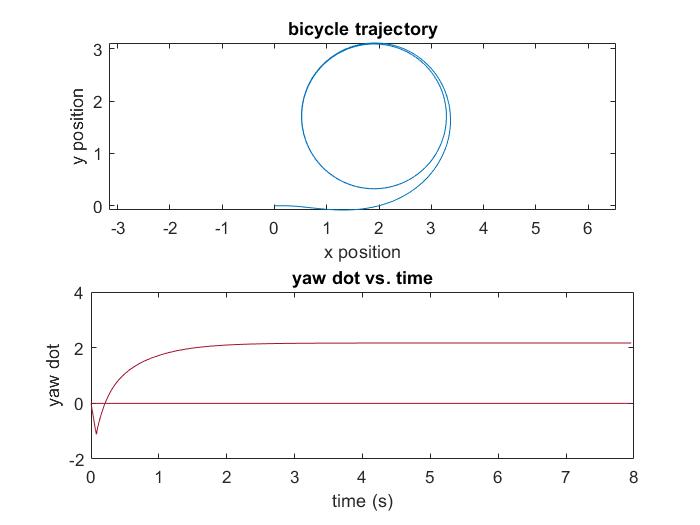 bicycle trajectory
3
2
1
0
y position
-3 -2 -1 0 1 2 3 4 5 6
x position
yaw dot vs. time
4
2
0
-2
yaw dot
0 1 2 3 4 5 6 7 8
time (s)